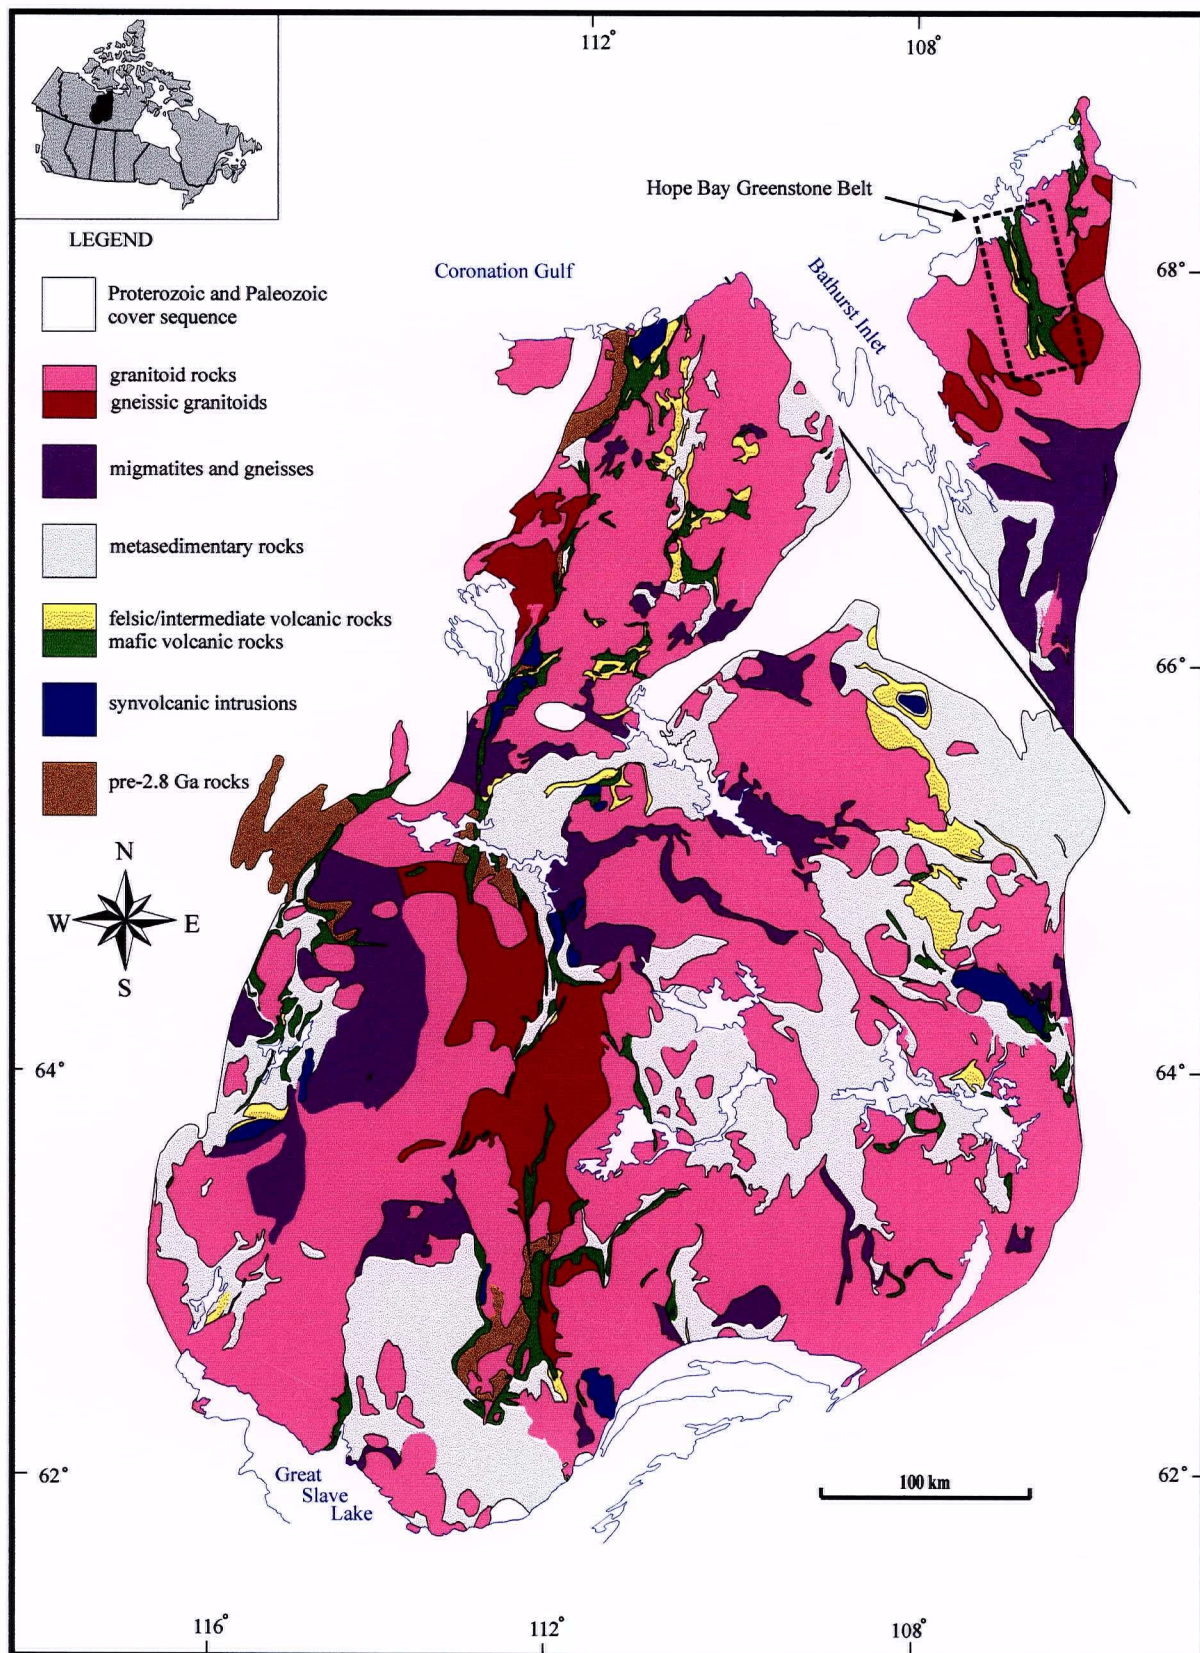 112°
108°
Hope Bay Greenstone Belt
LEGEND
Coronation Gulf
Bathurst Inlet
68°
Proterozoic and Paleozoic
cover sequence
granitoid rocks
gneissic granitoids
migmatites and gneisses
metasedimentary rocks
felsic/intermediate volcanic rocks
mafic volcanic rocks
66°
synvolcanic intrusions
pre-2.8 Ga rocks
N
W
E
S
64°
64°
62°
62°
Great
Slave
Lake
100 km
116°
112°
108°